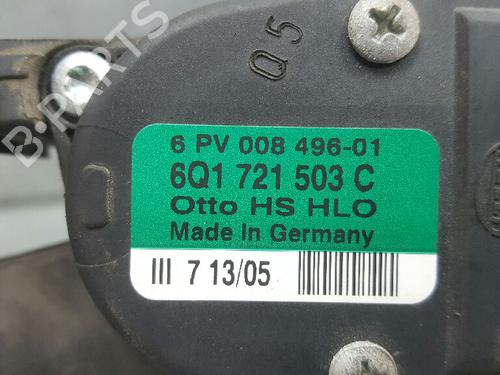 B-PARTS
Q5
6 PV 008 496-01
6Q1 721 503 C
Otto HS HLO
Made In Germany
III 7 13/05